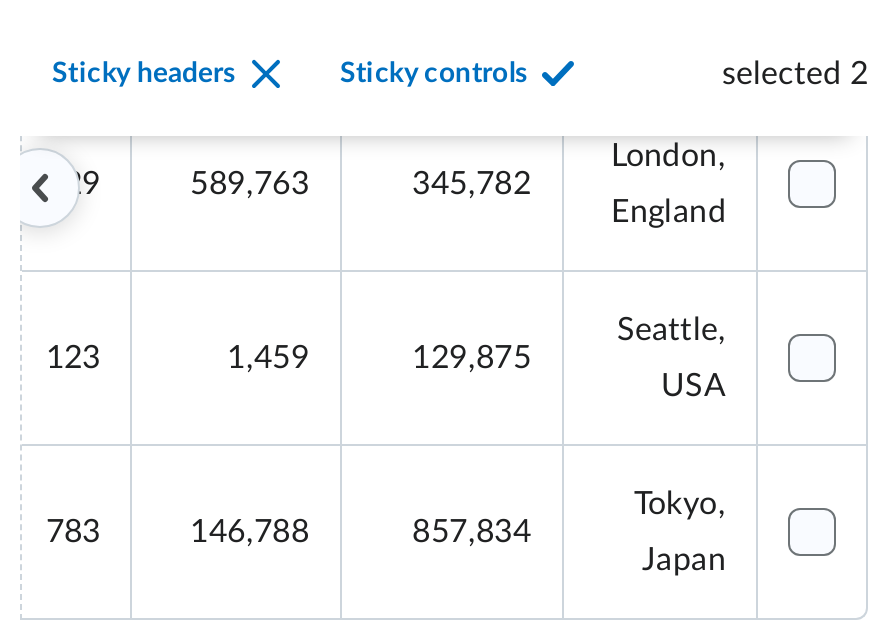 Sticky headers Sticky controls selected 2
589,763 345,782 London,
England
123 1,459 129,875 Seattle,
USA
783 146,788 857,834 Tokyo,
Japan